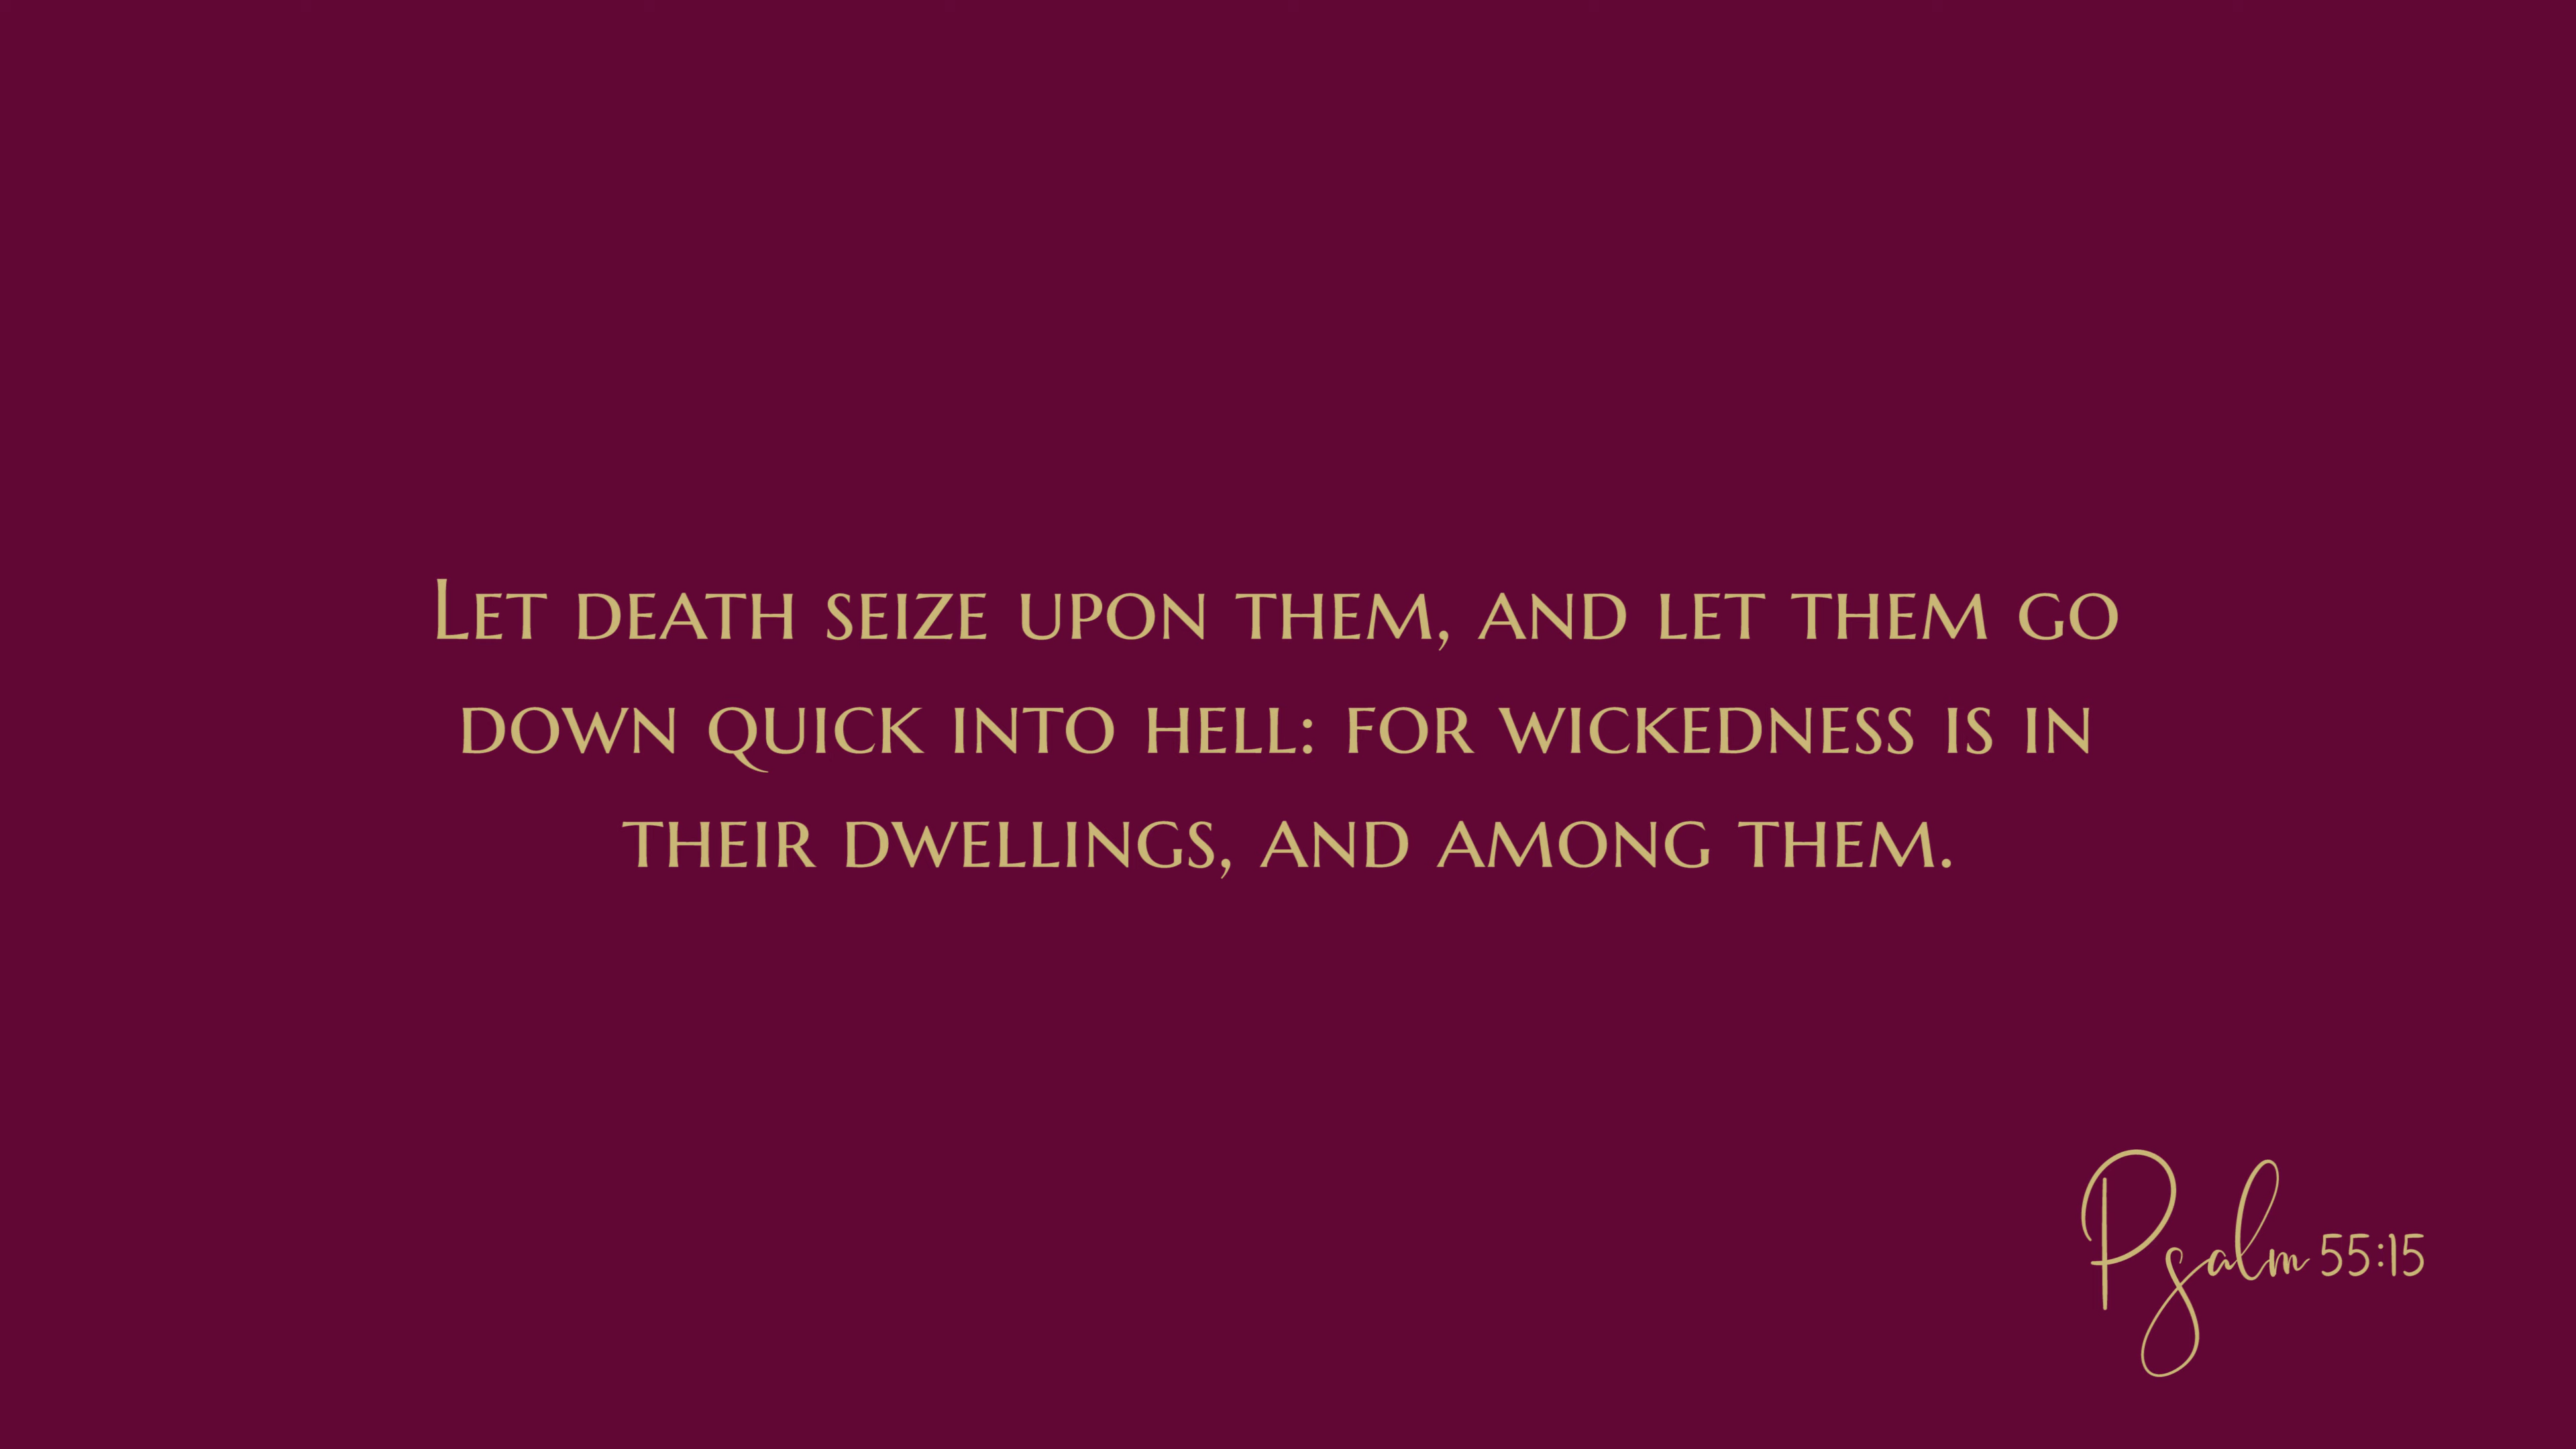 Let death seize upon them, and let them go
down quick into hell: for wickedness is in
their dwellings, and among them.
Psalm 55:15